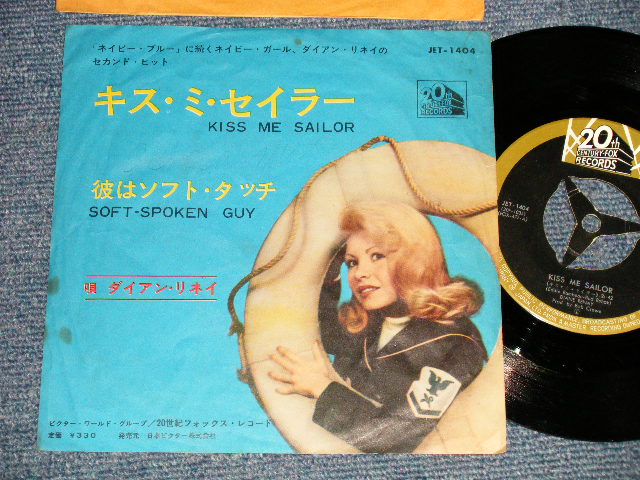 「ネイビー・ブルー」に続くネイビー・ガール、ダイアン・リネイの
セカンド・ヒット
JET-1404
キス・ミ・セイラー
KISS ME SAILOR
20th
CENTURY-FOX
RECORDS
彼はソフト・タッチ
SOFT-SPOKEN GUY
唄 ダイアン・リネイ
ビクター・ワールド・グループ/20世紀フォックス・レコード
定価 ¥330 発売元 日本ビクター株式会社
20th
CENTURY-FOX
RECORDS
JET-1404
KISS ME SAILOR